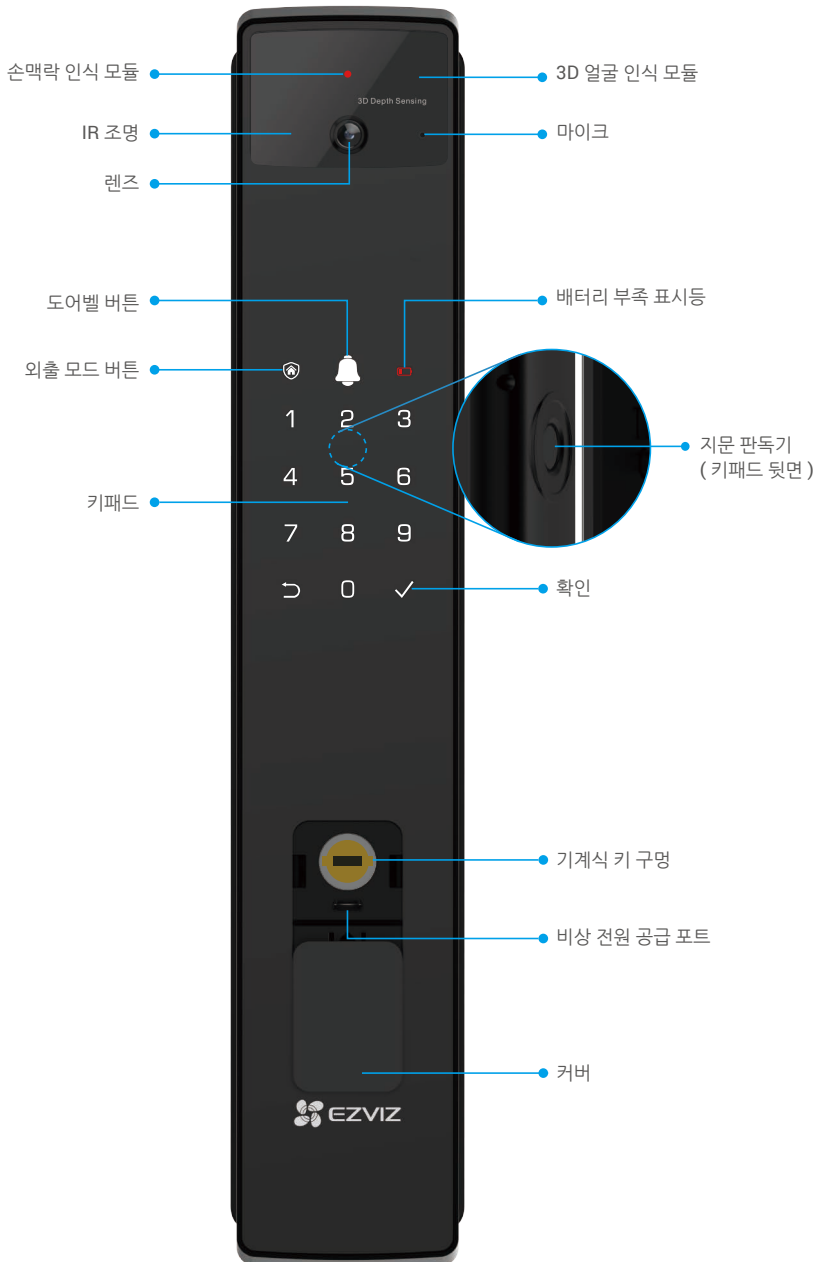 손맥락 인식 모듈
3D 얼굴 인식 모듈
3D Depth Sensing
IR 조명
마이크
렌즈
도어벨 버튼
배터리 부족 표시등
외출 모드 버튼
1 2 3
지문 판독기
( 키패드 뒷면 )
4 5 6
키패드
7 8 9
0
확인
기계식 키 구멍
비상 전원 공급 포트
커버
EZVIZ